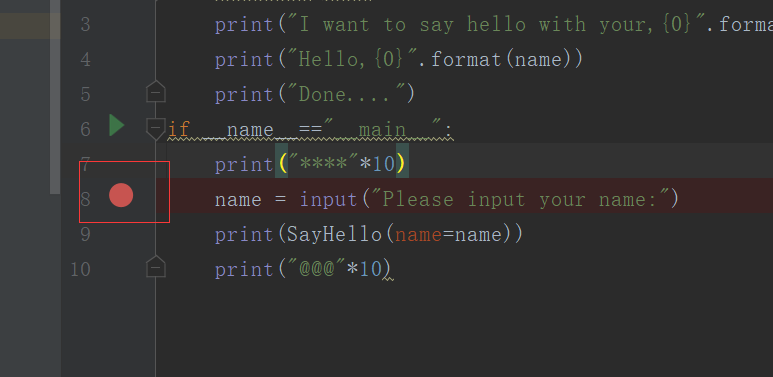 3 print("I want to say hello with your,{0}".forma
4 print("Hello,{0}".format(name))
5 print("Done....")
6 if __name__=="__main__":
7 print("****"*10)
8 name = input("Please input your name:")
9 print(SayHello(name=name))
10 print("@@@"*10)